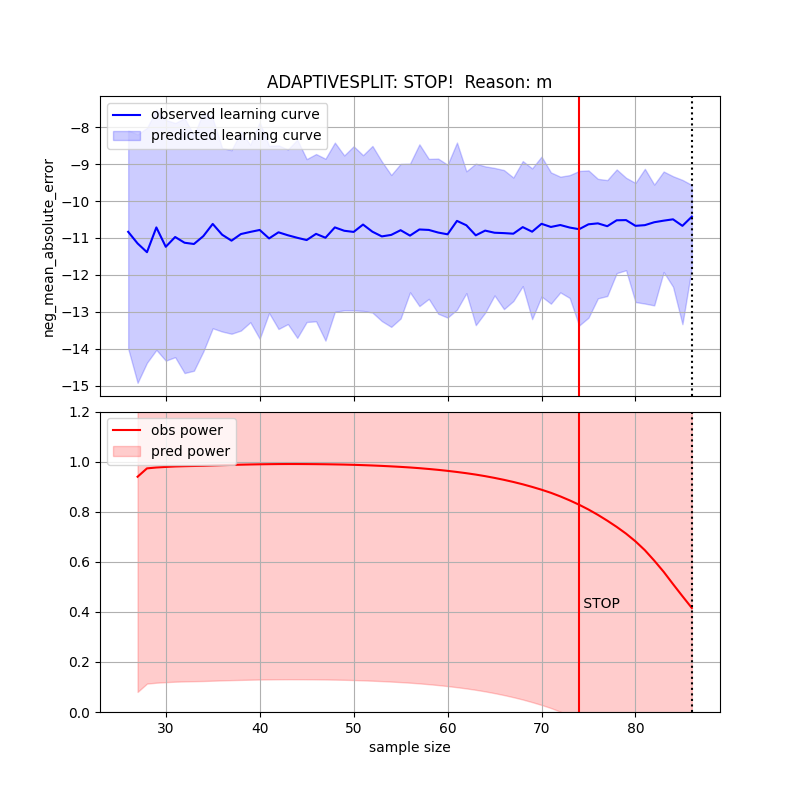 ADAPTIVESPLIT: STOP!  Reason: m
observed learning curve
predicted learning curve
−8
−9
−10
−11
−12
−13
−14
−15
neg_mean_absolute_error
obs power
pred power
1.2
1.0
0.8
0.6
0.4
0.2
0.0
STOP
30 40 50 60 70 80
sample size